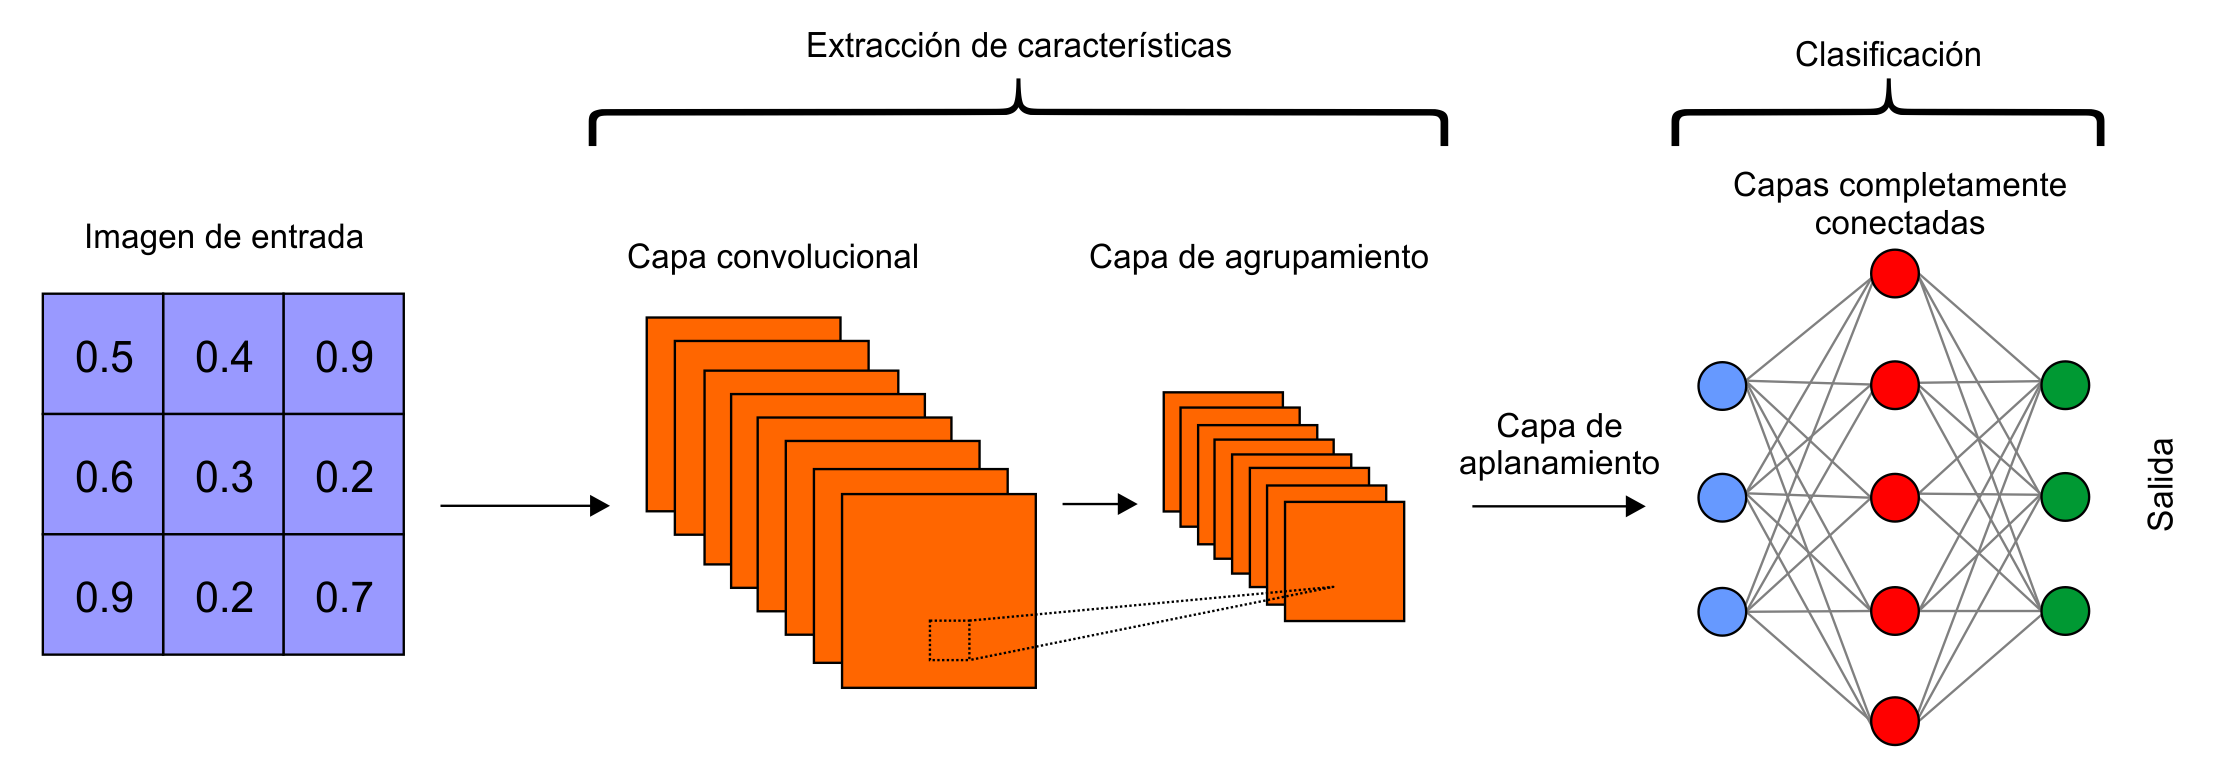 Extracción de características
Clasificación
Imagen de entrada
0.5 0.4 0.9
0.6 0.3 0.2
0.9 0.2 0.7
Capa convolucional
Capa de agrupamiento
Capa de
aplanamiento
Capas completamente
conectadas
Salida